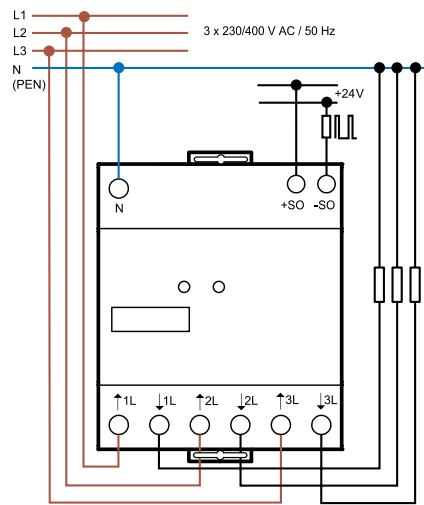 L1
L2
3 x 230/400 V AC / 50 Hz
L3
N
(PEN)
+24V
N
+SO
-SO
↑1L
↓1L
↑2L
↓2L
↑3L
↓3L